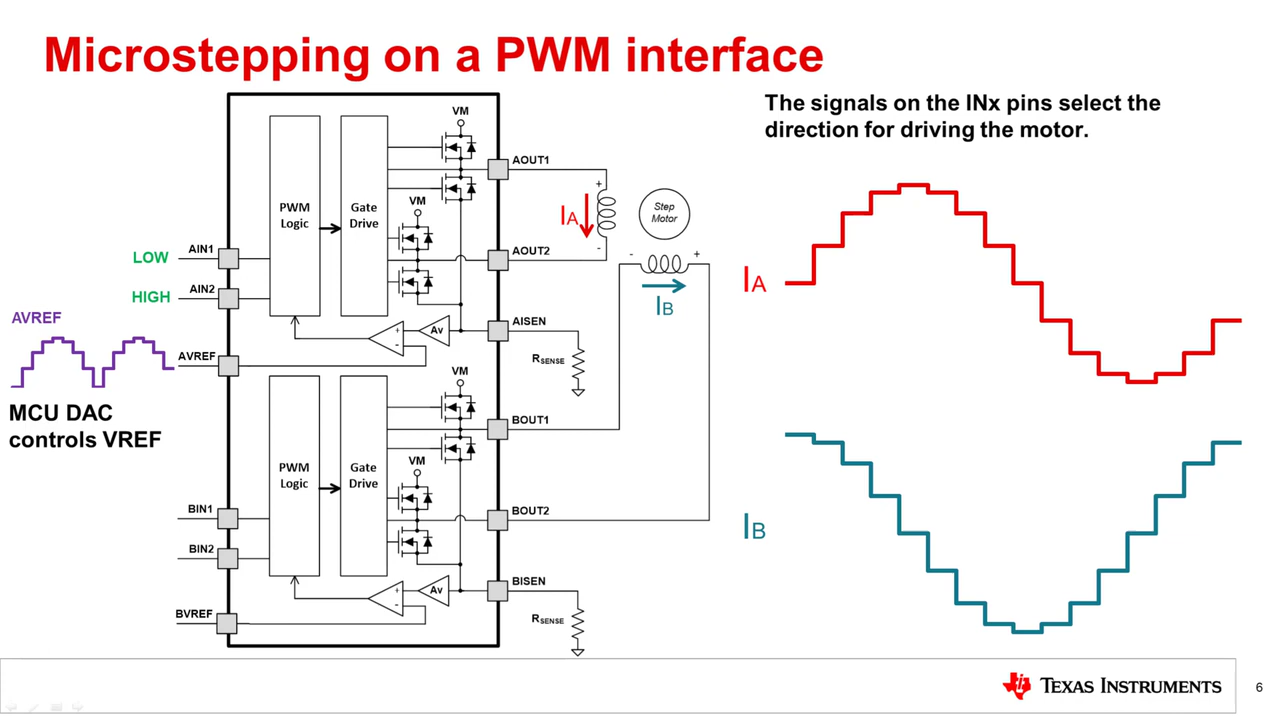 Microstepping on a PWM interface
The signals on the INx pins select the
direction for driving the motor.
VM
AOUT1
PWM
Logic
Gate
Drive
VM
+
IA
-
Step
Motor
LOW
AIN1
AOUT2
HIGH
AIN2
- +
IB
AVREF
AVREF
+
-
Av
AISEN
RSENSE
MCU DAC
controls VREF
VM
BOUT1
PWM
Logic
Gate
Drive
VM
BIN1
BOUT2
BIN2
BVREF
+
-
Av
BISEN
RSENSE
IA
IB
TEXAS INSTRUMENTS
6